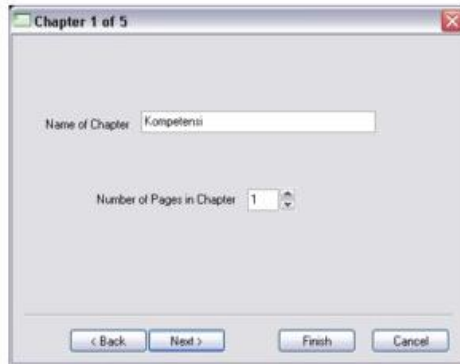 Chapter 1 of 5
Name of Chapter Kompetensi
Number of Pages in Chapter 1
< Back Next > Finish Cancel